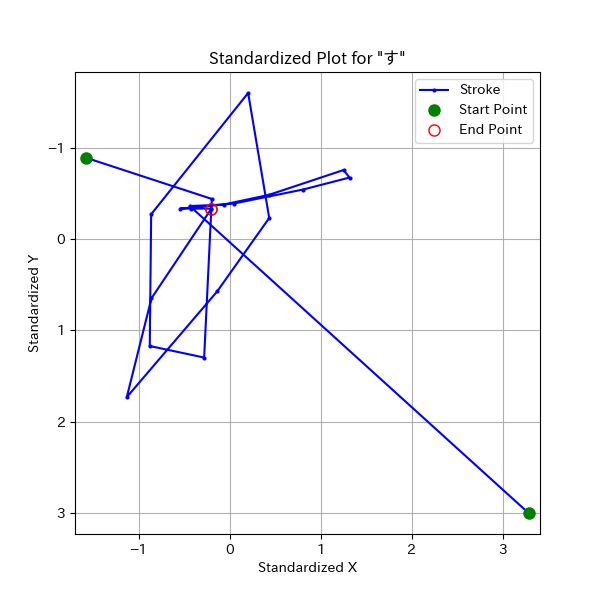 Standardized Plot for "す"
Stroke
Start Point
End Point
−1
0
1
2
3
Standardized Y
−1 0 1 2 3
Standardized X